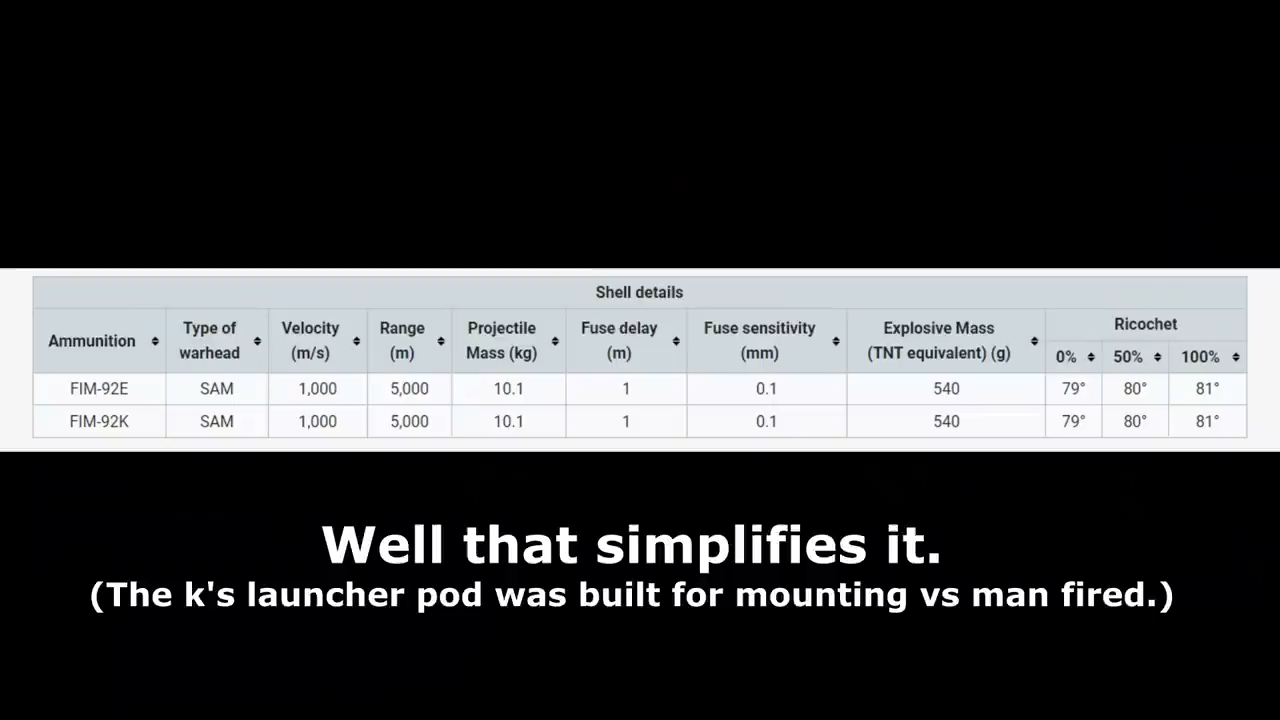 Shell details
Ammunition Type of warhead Velocity (m/s) Range (m) Projectile Mass (kg) Fuse delay (m) Fuse sensitivity (mm) Explosive Mass (TNT equivalent) (g) Ricochet
0% 50% 100%
FIM-92E SAM 1,000 5,000 10.1 1 0.1 540 79° 80° 81°
FIM-92K SAM 1,000 5,000 10.1 1 0.1 540 79° 80° 81°
Well that simplifies it.
(The k's launcher pod was built for mounting vs man fired.)